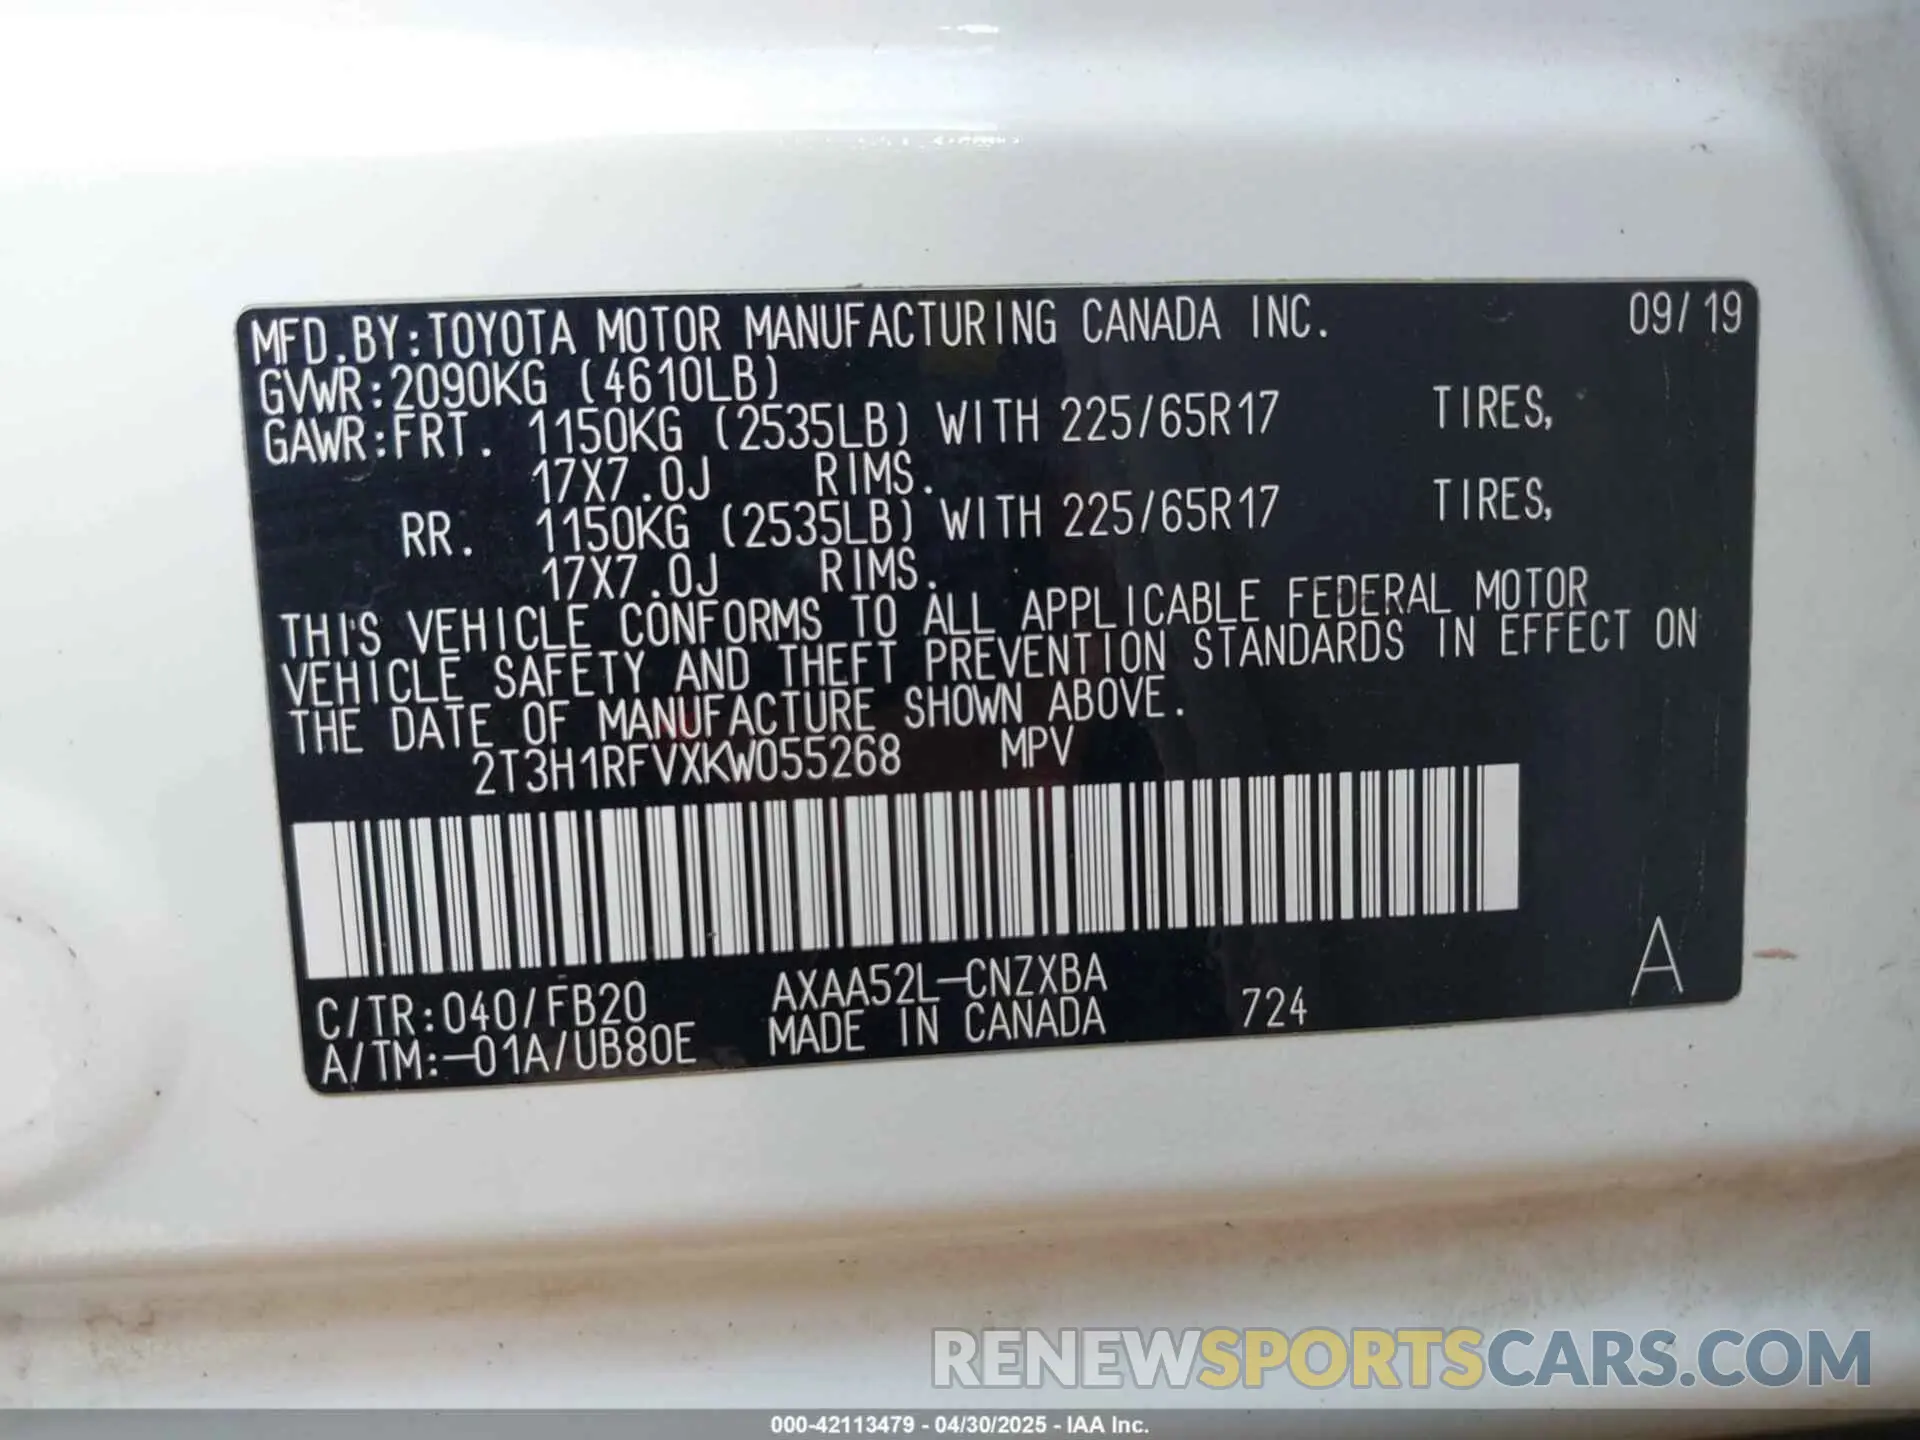 MFD.BY:TOYOTA MOTOR MANUFACTURING CANADA INC. 09/19
GVWR:2090KG (4610LB)
GAWR:FRT. 1150KG (2535LB) WITH 225/65R17 TIRES,
17X7.0J RIMS.
RR. 1150KG (2535LB) WITH 225/65R17 TIRES,
17X7.0J RIMS.
THIS VEHICLE CONFORMS TO ALL APPLICABLE FEDERAL MOTOR
VEHICLE SAFETY AND THEFT PREVENTION STANDARDS IN EFFECT ON
THE DATE OF MANUFACTURE SHOWN ABOVE.
2T3H1RFVXKW055268 MPV
C/TR:040/FB20 AXAA52L-CNZXBA A
A/TM:-01A/UB80E MADE IN CANADA 724
RENEWSPORTSCARS.COM
000-42113479 - 04/30/2025 - IAA Inc.